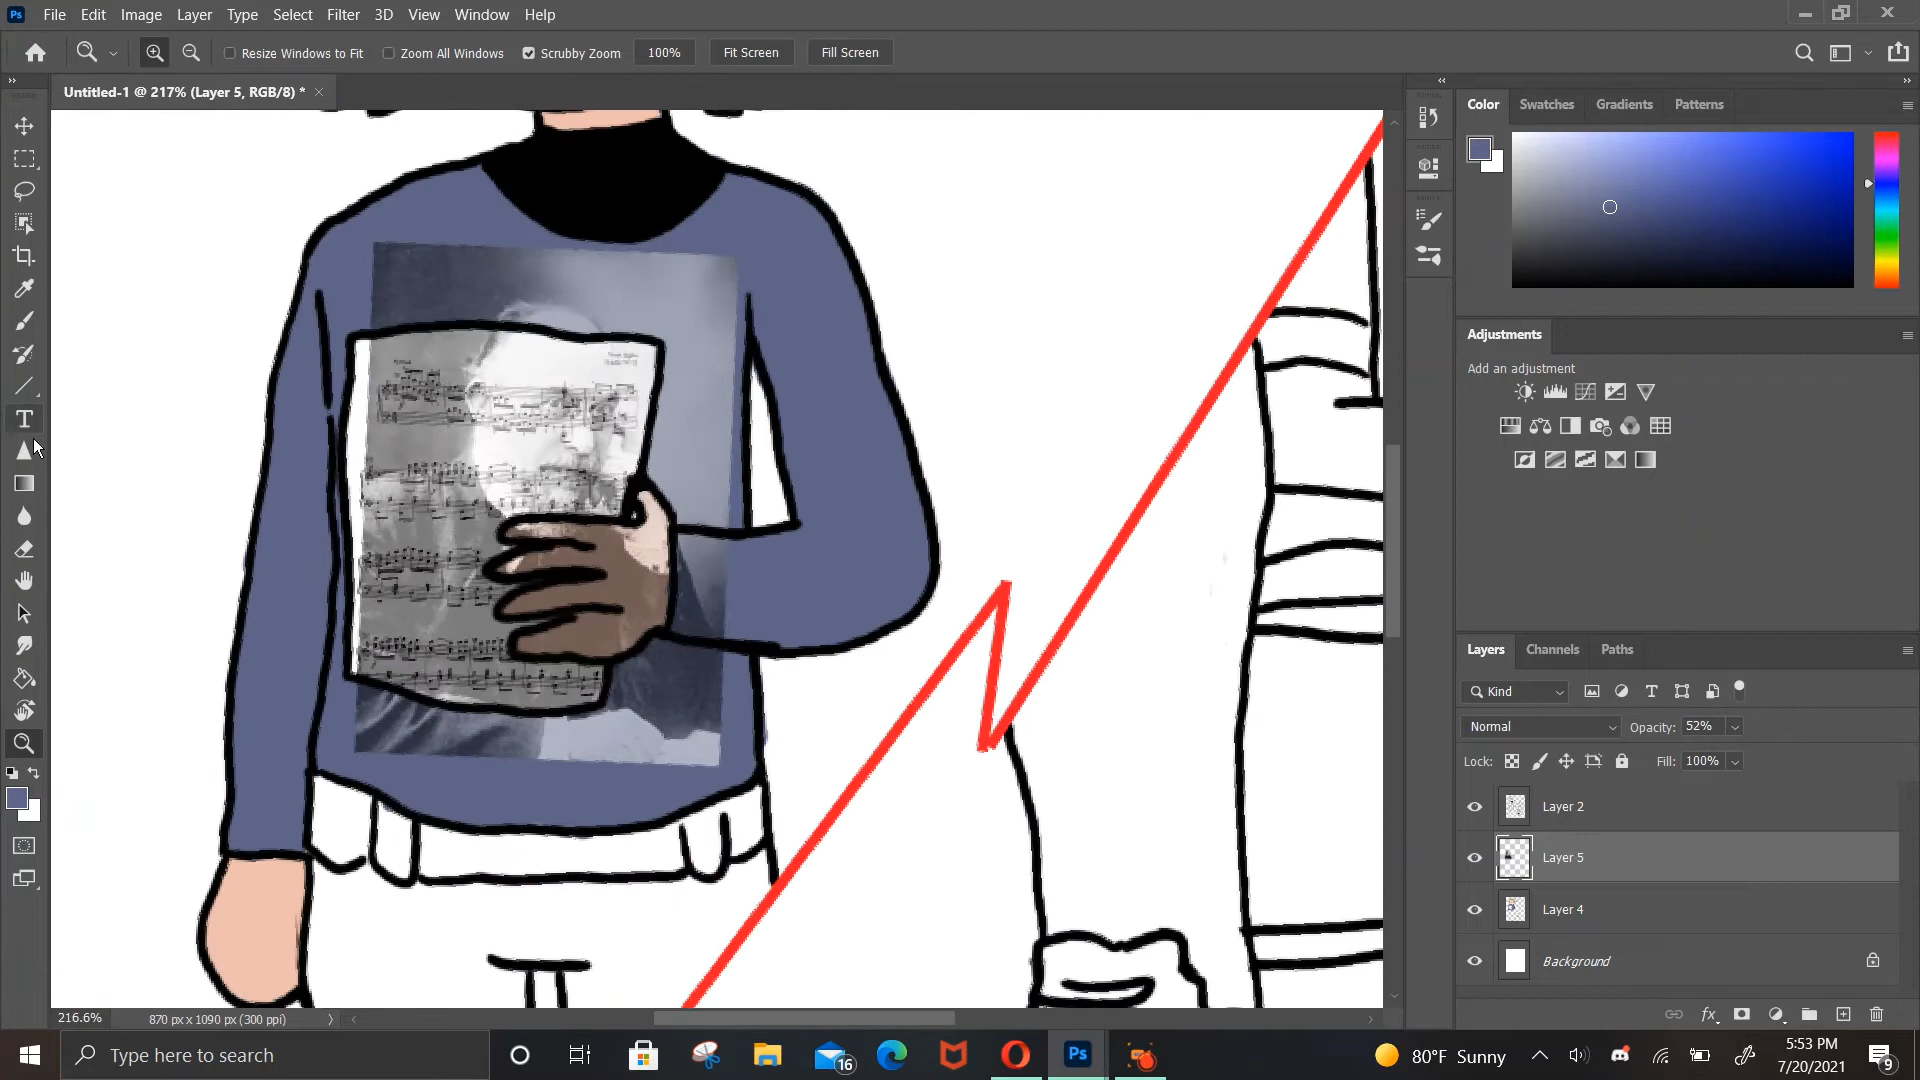 Ps File Edit Image Layer Type Select Filter 3D View Window Help
Resize Windows to Fit Zoom All Windows Scrubby Zoom 100% Fit Screen Fill Screen
Untitled-1 @ 217% (Layer 5, RGB/8) *
Color Swatches Gradients Patterns
Adjustments
Add an adjustment
Layers Channels Paths
Kind
Normal Opacity: 52%
Lock: Fill: 100%
Layer 2
Layer 5
Layer 4
Background
216.6% 870 px x 1090 px (300 ppi)
Type here to search
16
Ps
80°F Sunny
5:53 PM
7/20/2021
9